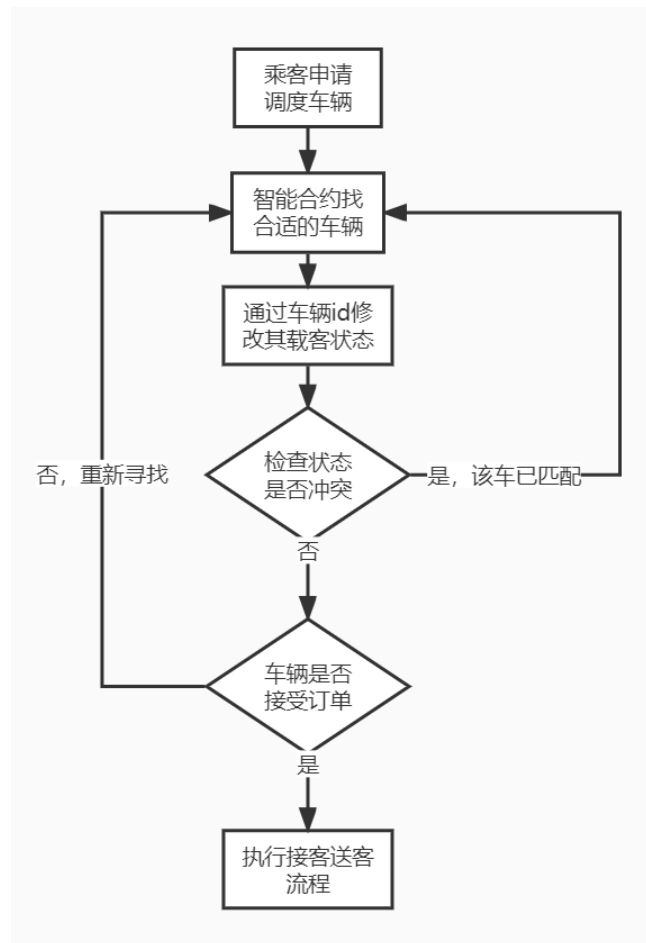 乘客申请
调度车辆
智能合约找
合适的车辆
通过车辆id修
改其载客状态
检查状态
是否冲突
否，重新寻找
是，该车已匹配
否
车辆是否
接受订单
是
执行接客送客
流程